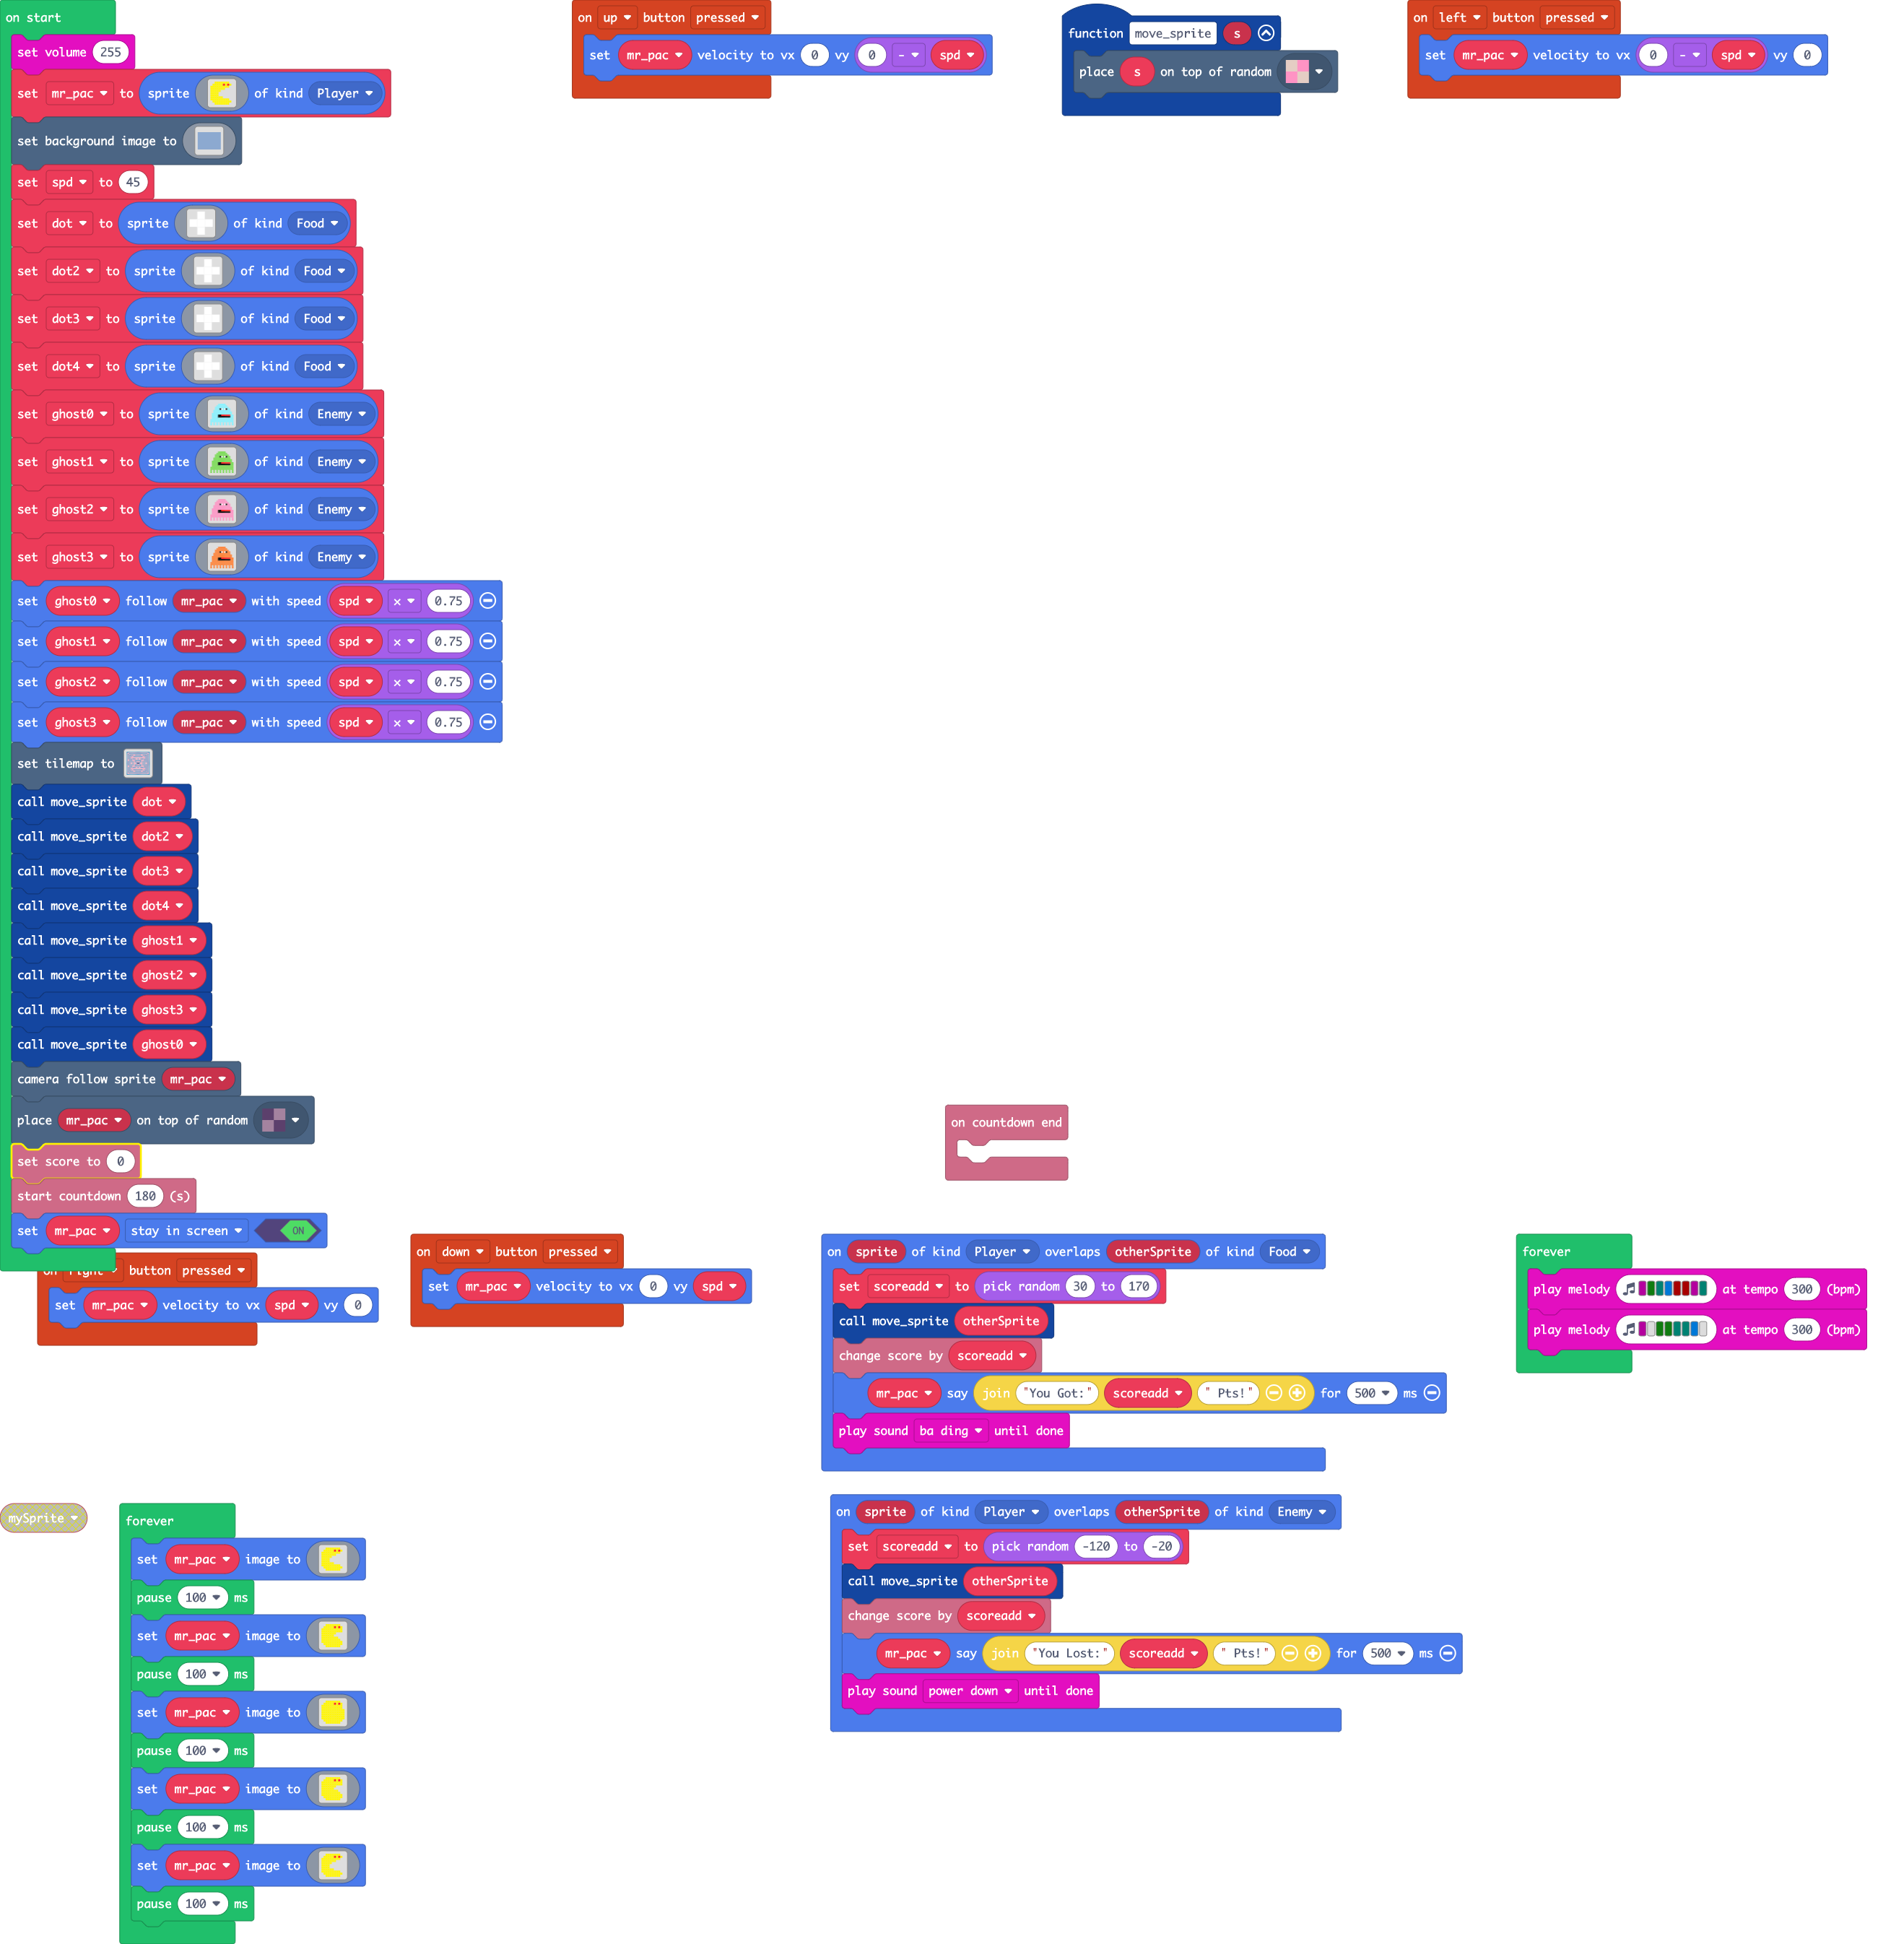 on start
set volume 255
set mr_pac to sprite of kind Player
set background image to
set spd to 45
set dot to sprite of kind Food
set dot2 to sprite of kind Food
set dot3 to sprite of kind Food
set dot4 to sprite of kind Food
set ghost0 to sprite of kind Enemy
set ghost1 to sprite of kind Enemy
set ghost2 to sprite of kind Enemy
set ghost3 to sprite of kind Enemy
set ghost0 follow mr_pac with speed spd × 0.75
set ghost1 follow mr_pac with speed spd × 0.75
set ghost2 follow mr_pac with speed spd × 0.75
set ghost3 follow mr_pac with speed spd × 0.75
set tilemap to
call move_sprite dot
call move_sprite dot2
call move_sprite dot3
call move_sprite dot4
call move_sprite ghost1
call move_sprite ghost2
call move_sprite ghost3
call move_sprite ghost0
camera follow sprite mr_pac
place mr_pac on top of random
set score to 0
start countdown 180 (s)
set mr_pac stay in screen ON
on up button pressed
set mr_pac velocity to vx 0 vy 0 - spd
function move_sprite s
place s on top of random
on left button pressed
set mr_pac velocity to vx 0 - spd vy 0
on countdown end
on right button pressed
set mr_pac velocity to vx spd vy 0
on down button pressed
set mr_pac velocity to vx 0 vy spd
on sprite of kind Player overlaps otherSprite of kind Food
set scoreadd to pick random 30 to 170
call move_sprite otherSprite
change score by scoreadd
mr_pac say join "You Got:" scoreadd " Pts!" for 500 ms
play sound ba ding until done
forever
play melody at tempo 300 (bpm)
play melody at tempo 300 (bpm)
mySprite
forever
set mr_pac image to
pause 100 ms
set mr_pac image to
pause 100 ms
set mr_pac image to
pause 100 ms
set mr_pac image to
pause 100 ms
set mr_pac image to
pause 100 ms
on sprite of kind Player overlaps otherSprite of kind Enemy
set scoreadd to pick random -120 to -20
call move_sprite otherSprite
change score by scoreadd
mr_pac say join "You Lost:" scoreadd " Pts!" for 500 ms
play sound power down until done